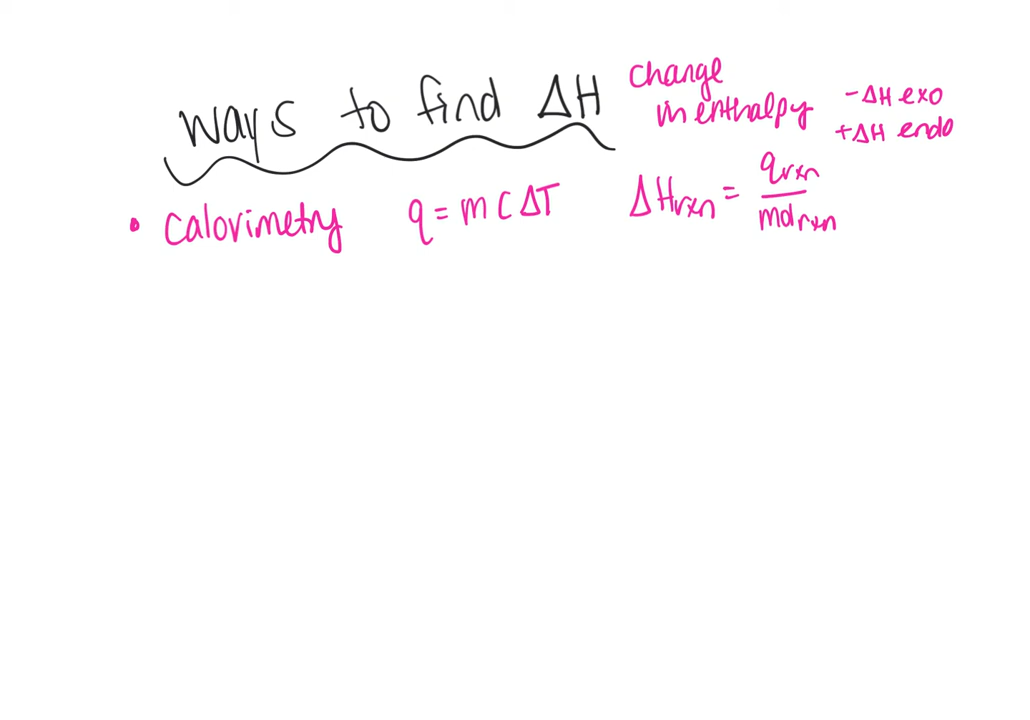 ways to find ΔH
change
in enthalpy
-ΔH exo
+ΔH endo
• calorimetry q = mCΔT ΔHrxn = qrxn / molrxn